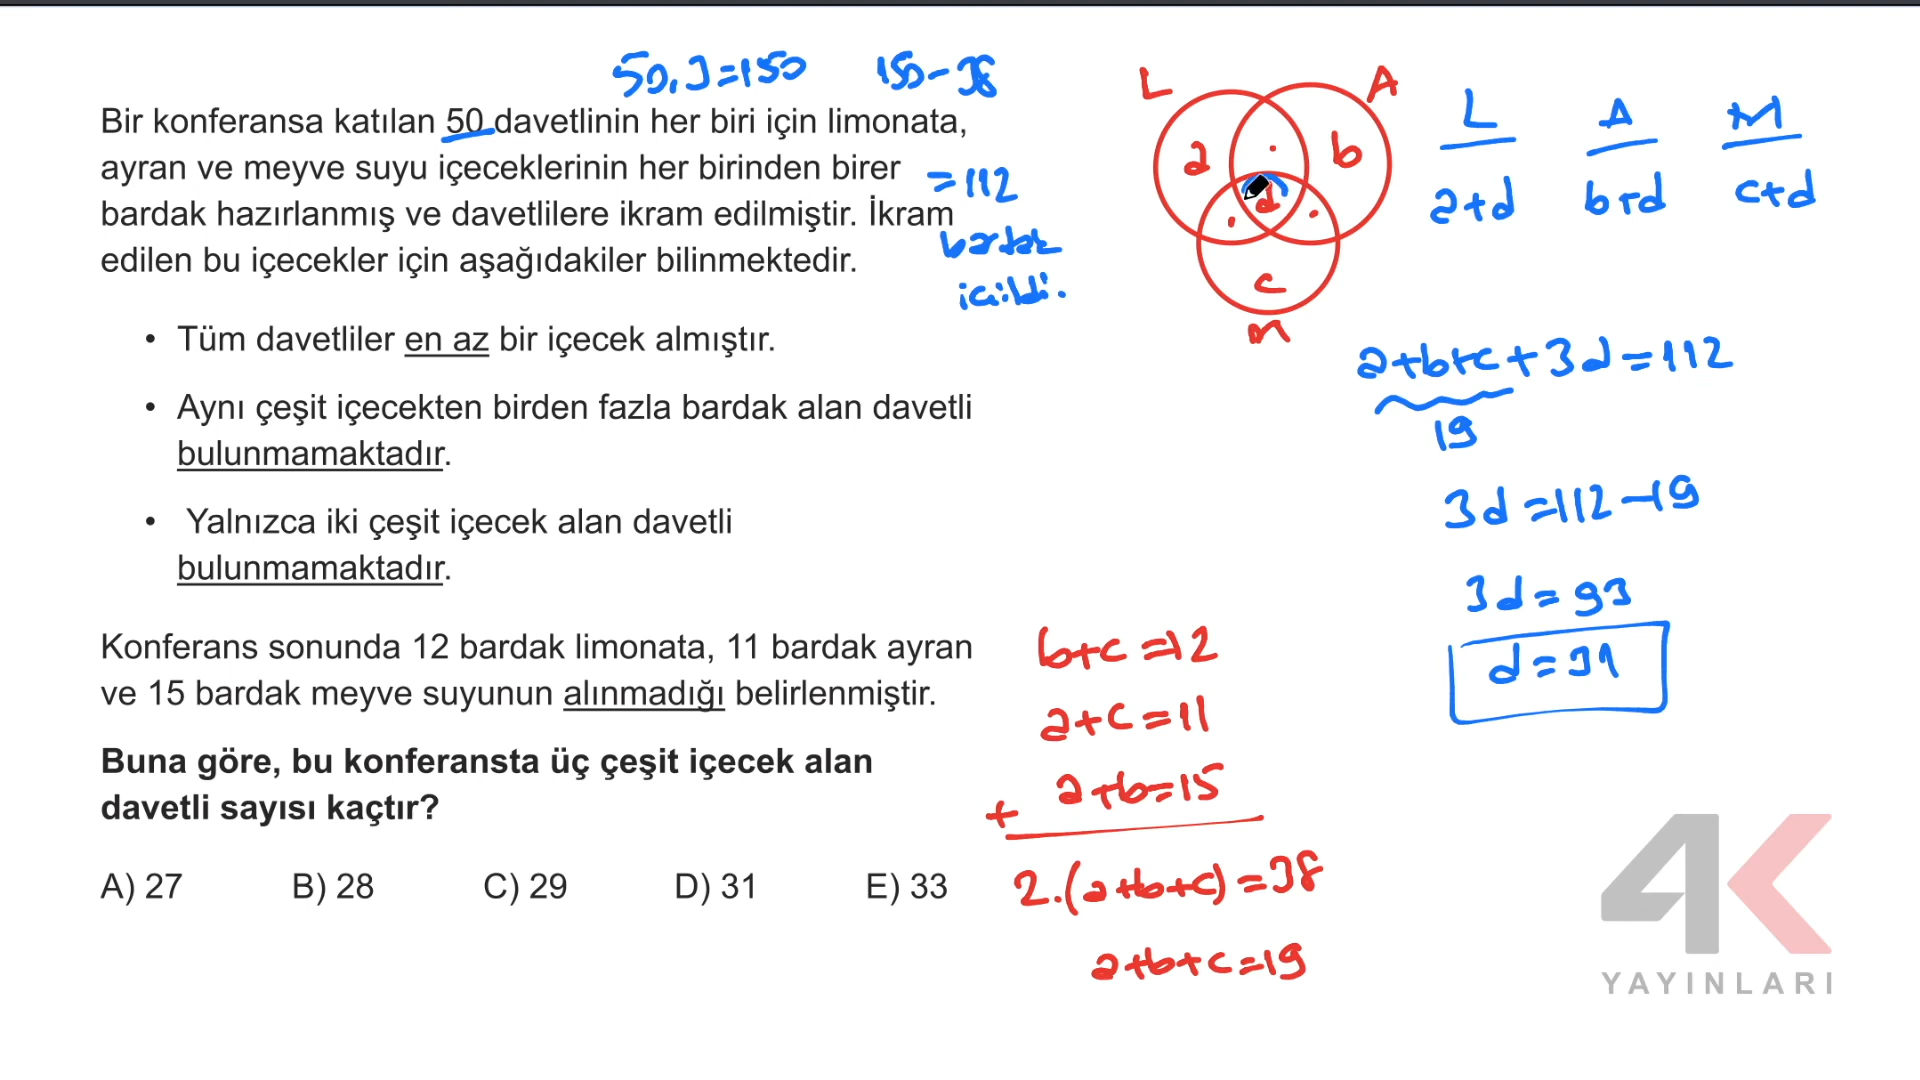 50.3=150 150-38
Bir konferansa katılan 50 davetlinin her biri için limonata,
ayran ve meyve suyu içeceklerinin her birinden birer
bardak hazırlanmış ve davetlilere ikram edilmiştir. İkram
edilen bu içecekler için aşağıdakiler bilinmektedir.
=112
bardak
içildi.
• Tüm davetliler en az bir içecek almıştır.
• Aynı çeşit içecekten birden fazla bardak alan davetli
bulunmamaktadır.
• Yalnızca iki çeşit içecek alan davetli
bulunmamaktadır.
Konferans sonunda 12 bardak limonata, 11 bardak ayran
ve 15 bardak meyve suyunun alınmadığı belirlenmiştir.
Buna göre, bu konferansta üç çeşit içecek alan
davetli sayısı kaçtır?
A) 27 B) 28 C) 29 D) 31 E) 33
L A
a b
d
c
M
L A M
a+d b+d c+d
a+b+c+3d=112
19
3d=112-19
3d=93
d=31
b+c=12
a+c=11
+ a+b=15
2.(a+b+c)=38
a+b+c=19
4K
YAYINLARI